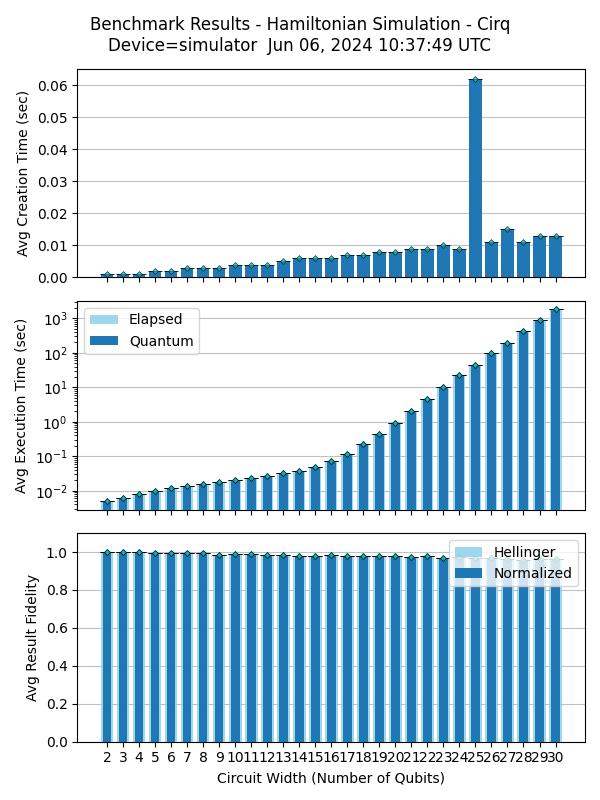 Benchmark Results - Hamiltonian Simulation - Cirq
Device=simulator  Jun 06, 2024 10:37:49 UTC
Avg Creation Time (sec)
0.06
0.05
0.04
0.03
0.02
0.01
0.00
Avg Execution Time (sec)
10³
10²
10¹
10⁰
10⁻¹
10⁻²
Elapsed
Quantum
Avg Result Fidelity
1.0
0.8
0.6
0.4
0.2
0.0
Hellinger
Normalized
2 3 4 5 6 7 8 9 10 11 12 13 14 15 16 17 18 19 20 21 22 23 24 25 26 27 28 29 30
Circuit Width (Number of Qubits)